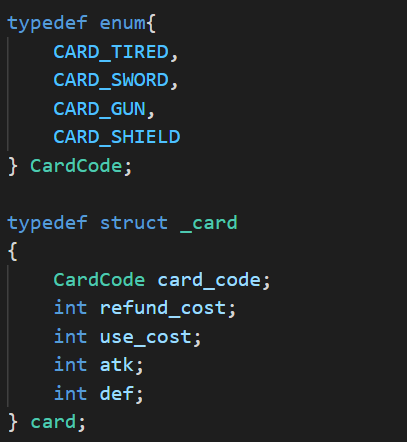 typedef enum{
    CARD_TIRED,
    CARD_SWORD,
    CARD_GUN,
    CARD_SHIELD
} CardCode;

typedef struct _card
{
    CardCode card_code;
    int refund_cost;
    int use_cost;
    int atk;
    int def;
} card;